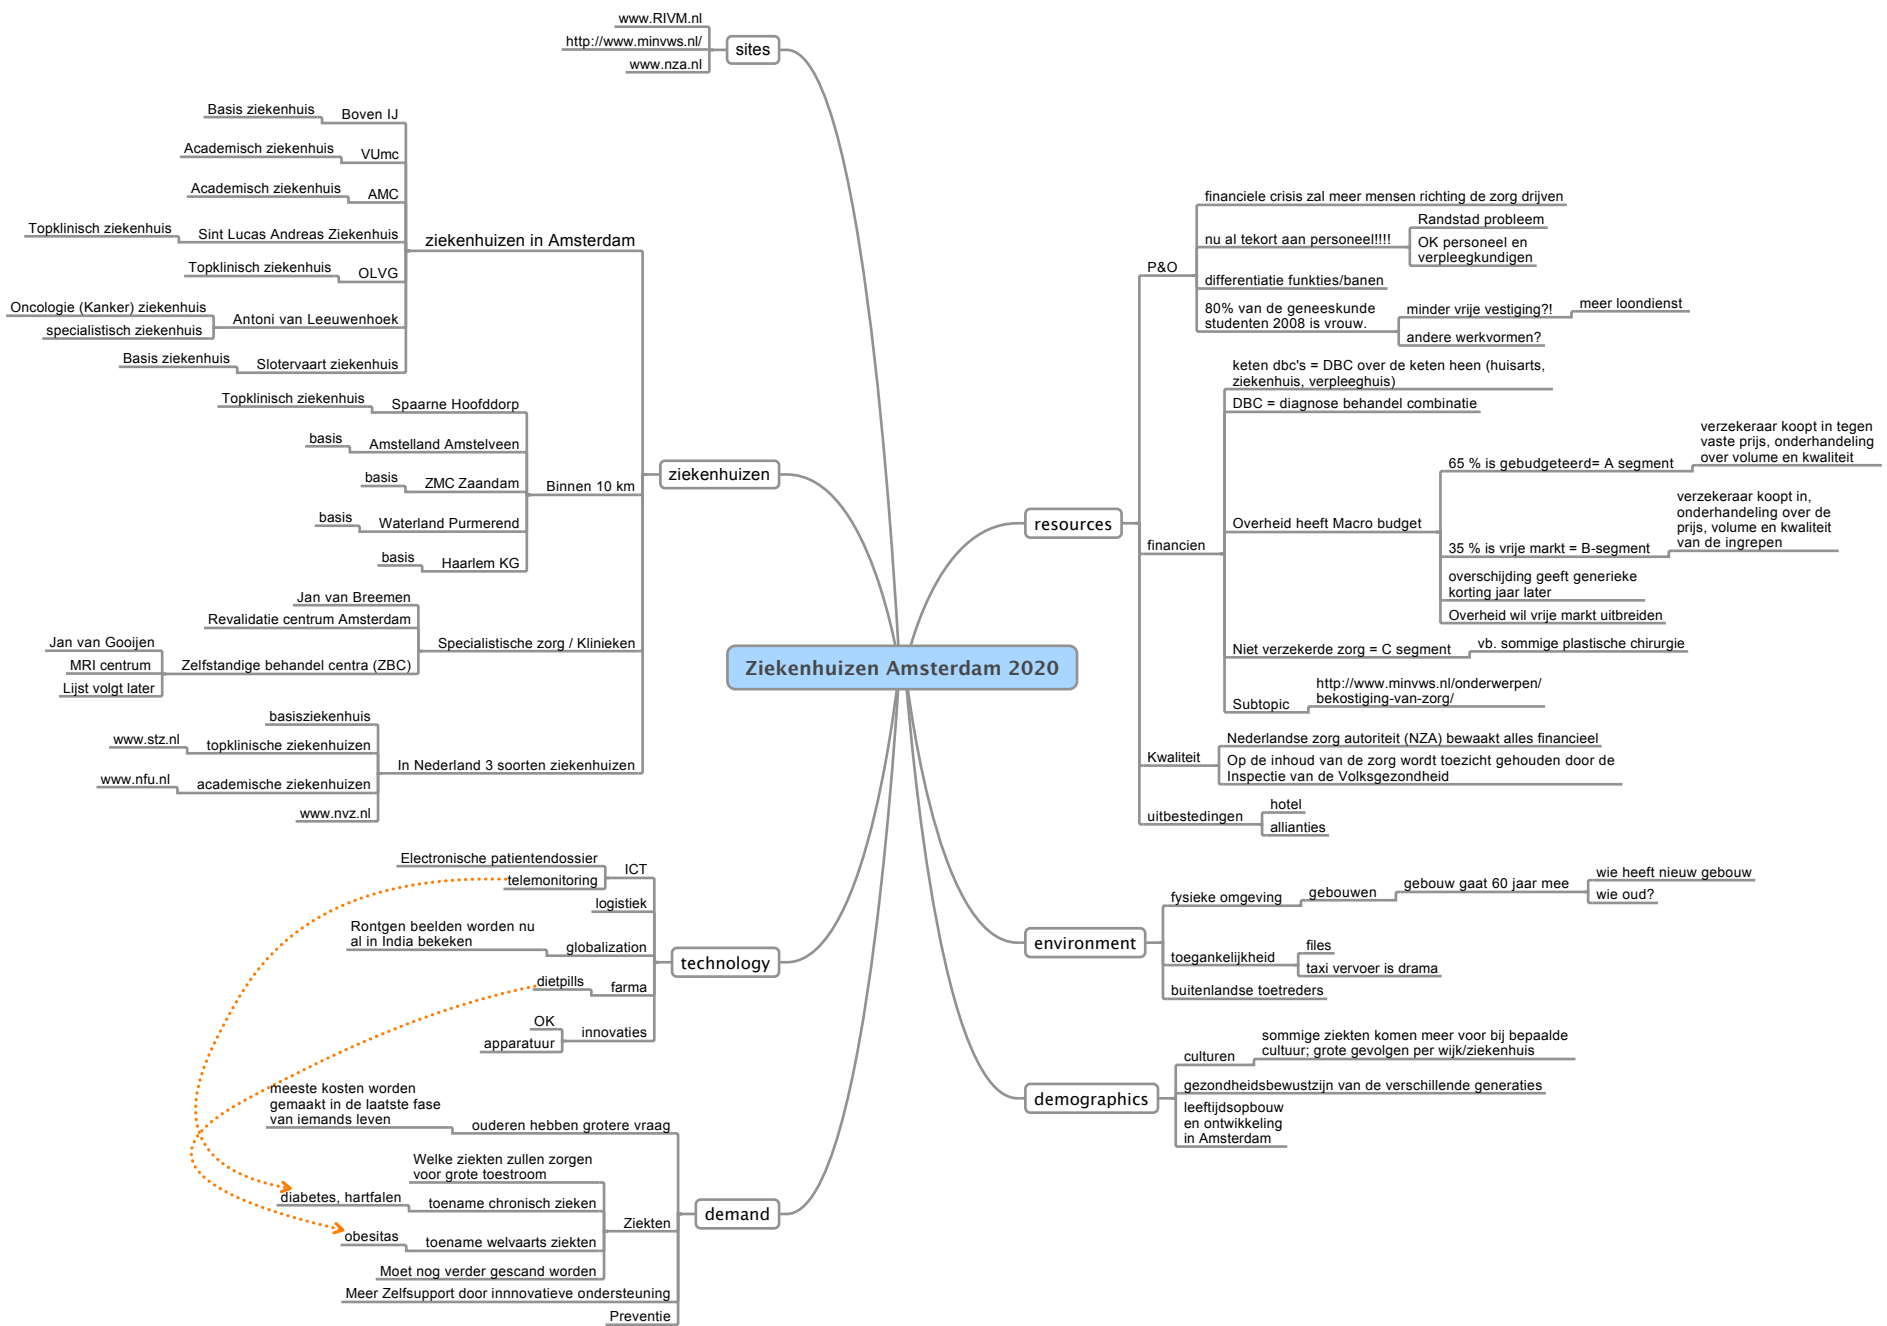 www.RIVM.nl
http://www.minvws.nl/
www.nza.nl
sites
Basis ziekenhuis
Boven IJ
Academisch ziekenhuis
VUmc
Academisch ziekenhuis
AMC
Topklinisch ziekenhuis
Sint Lucas Andreas Ziekenhuis
Topklinisch ziekenhuis
OLVG
Oncologie (Kanker) ziekenhuis
specialistisch ziekenhuis
Antoni van Leeuwenhoek
Basis ziekenhuis
Slotervaart ziekenhuis
ziekenhuizen in Amsterdam
Topklinisch ziekenhuis
Spaarne Hoofddorp
basis
Amstelland Amstelveen
basis
ZMC Zaandam
basis
Waterland Purmerend
basis
Haarlem KG
Binnen 10 km
ziekenhuizen
Jan van Breemen
Revalidatie centrum Amsterdam
Jan van Gooijen
MRI centrum
Lijst volgt later
Zelfstandige behandel centra (ZBC)
Specialistische zorg / Klinieken
basisziekenhuis
www.stz.nl
topklinische ziekenhuizen
www.nfu.nl
academische ziekenhuizen
www.nvz.nl
In Nederland 3 soorten ziekenhuizen
Ziekenhuizen Amsterdam 2020
Electronische patientendossier
telemonitoring
ICT
logistiek
Rontgen beelden worden nu
al in India bekeken
globalization
dietpills
farma
OK
apparatuur
innovaties
technology
meeste kosten worden
gemaakt in de laatste fase
van iemands leven
ouderen hebben grotere vraag
Welke ziekten zullen zorgen
voor grote toestroom
diabetes, hartfalen
toename chronisch zieken
obesitas
toename welvaarts ziekten
Moet nog verder gescand worden
Ziekten
Meer Zelfsupport door innnovatieve ondersteuning
Preventie
demand
resources
P&O
financiele crisis zal meer mensen richting de zorg drijven
nu al tekort aan personeel!!!!
Randstad probleem
OK personeel en
verpleegkundigen
differentiatie funkties/banen
80% van de geneeskunde
studenten 2008 is vrouw.
minder vrije vestiging?!
meer loondienst
andere werkvormen?
financien
keten dbc's = DBC over de keten heen (huisarts,
ziekenhuis, verpleeghuis)
DBC = diagnose behandel combinatie
Overheid heeft Macro budget
65 % is gebudgeteerd= A segment
verzekeraar koopt in tegen
vaste prijs, onderhandeling
over volume en kwaliteit
35 % is vrije markt = B-segment
verzekeraar koopt in,
onderhandeling over de
prijs, volume en kwaliteit
van de ingrepen
overschijding geeft generieke
korting jaar later
Overheid wil vrije markt uitbreiden
Niet verzekerde zorg = C segment
vb. sommige plastische chirurgie
Subtopic
http://www.minvws.nl/onderwerpen/
bekostiging-van-zorg/
Kwaliteit
Nederlandse zorg autoriteit (NZA) bewaakt alles financieel
Op de inhoud van de zorg wordt toezicht gehouden door de
Inspectie van de Volksgezondheid
uitbestedingen
hotel
allianties
environment
fysieke omgeving
gebouwen
gebouw gaat 60 jaar mee
wie heeft nieuw gebouw
wie oud?
toegankelijkheid
files
taxi vervoer is drama
buitenlandse toetreders
demographics
culturen
sommige ziekten komen meer voor bij bepaalde
cultuur; grote gevolgen per wijk/ziekenhuis
gezondheidsbewustzijn van de verschillende generaties
leeftijdsopbouw
en ontwikkeling
in Amsterdam